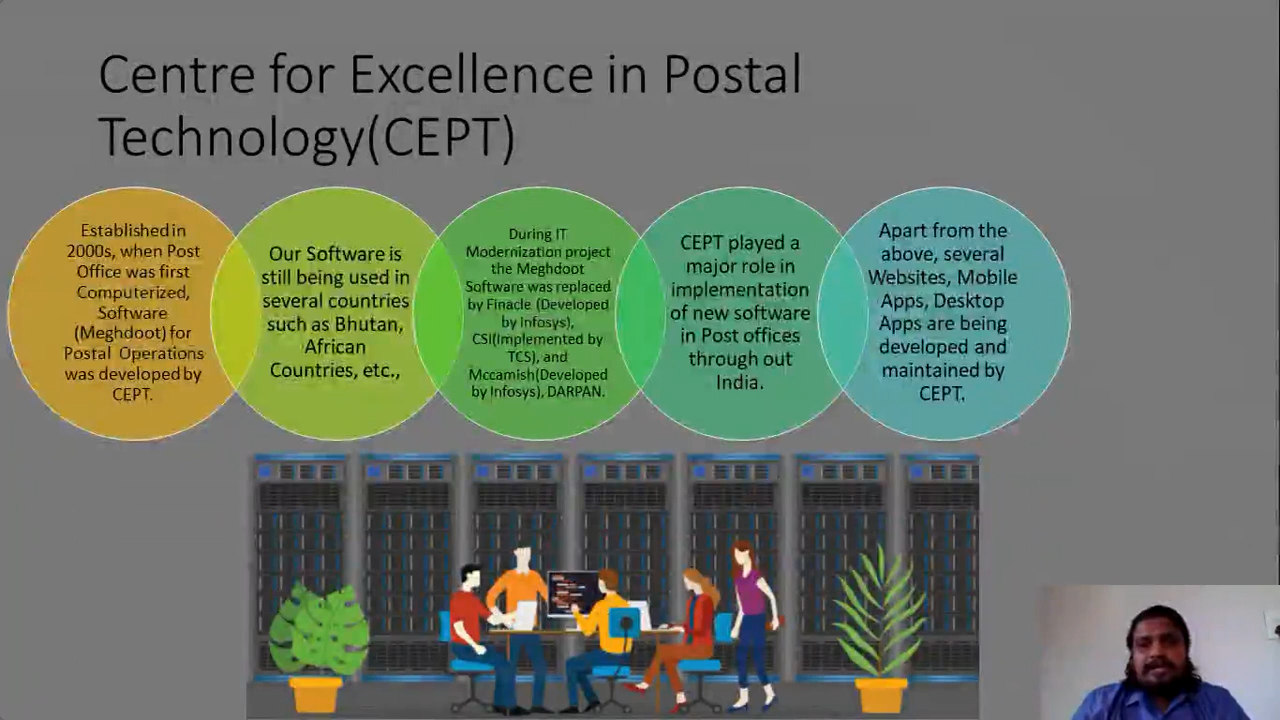 Centre for Excellence in Postal
Technology(CEPT)
Established in
2000s, when Post
Office was first
Computerized,
Software
(Meghdoot) for
Postal Operations
was developed by
CEPT.
Our Software is
still being used in
several countries
such as Bhutan,
African
Countries, etc.,
During IT
Modernization project
the Meghdoot
Software was replaced
by Finacle (Developed
by Infosys),
CSI(Implemented by
TCS), and
Mccamish(Developed
by Infosys), DARPAN.
CEPT played a
major role in
implementation
of new software
in Post offices
through out
India.
Apart from the
above, several
Websites, Mobile
Apps, Desktop
Apps are being
developed and
maintained by
CEPT.